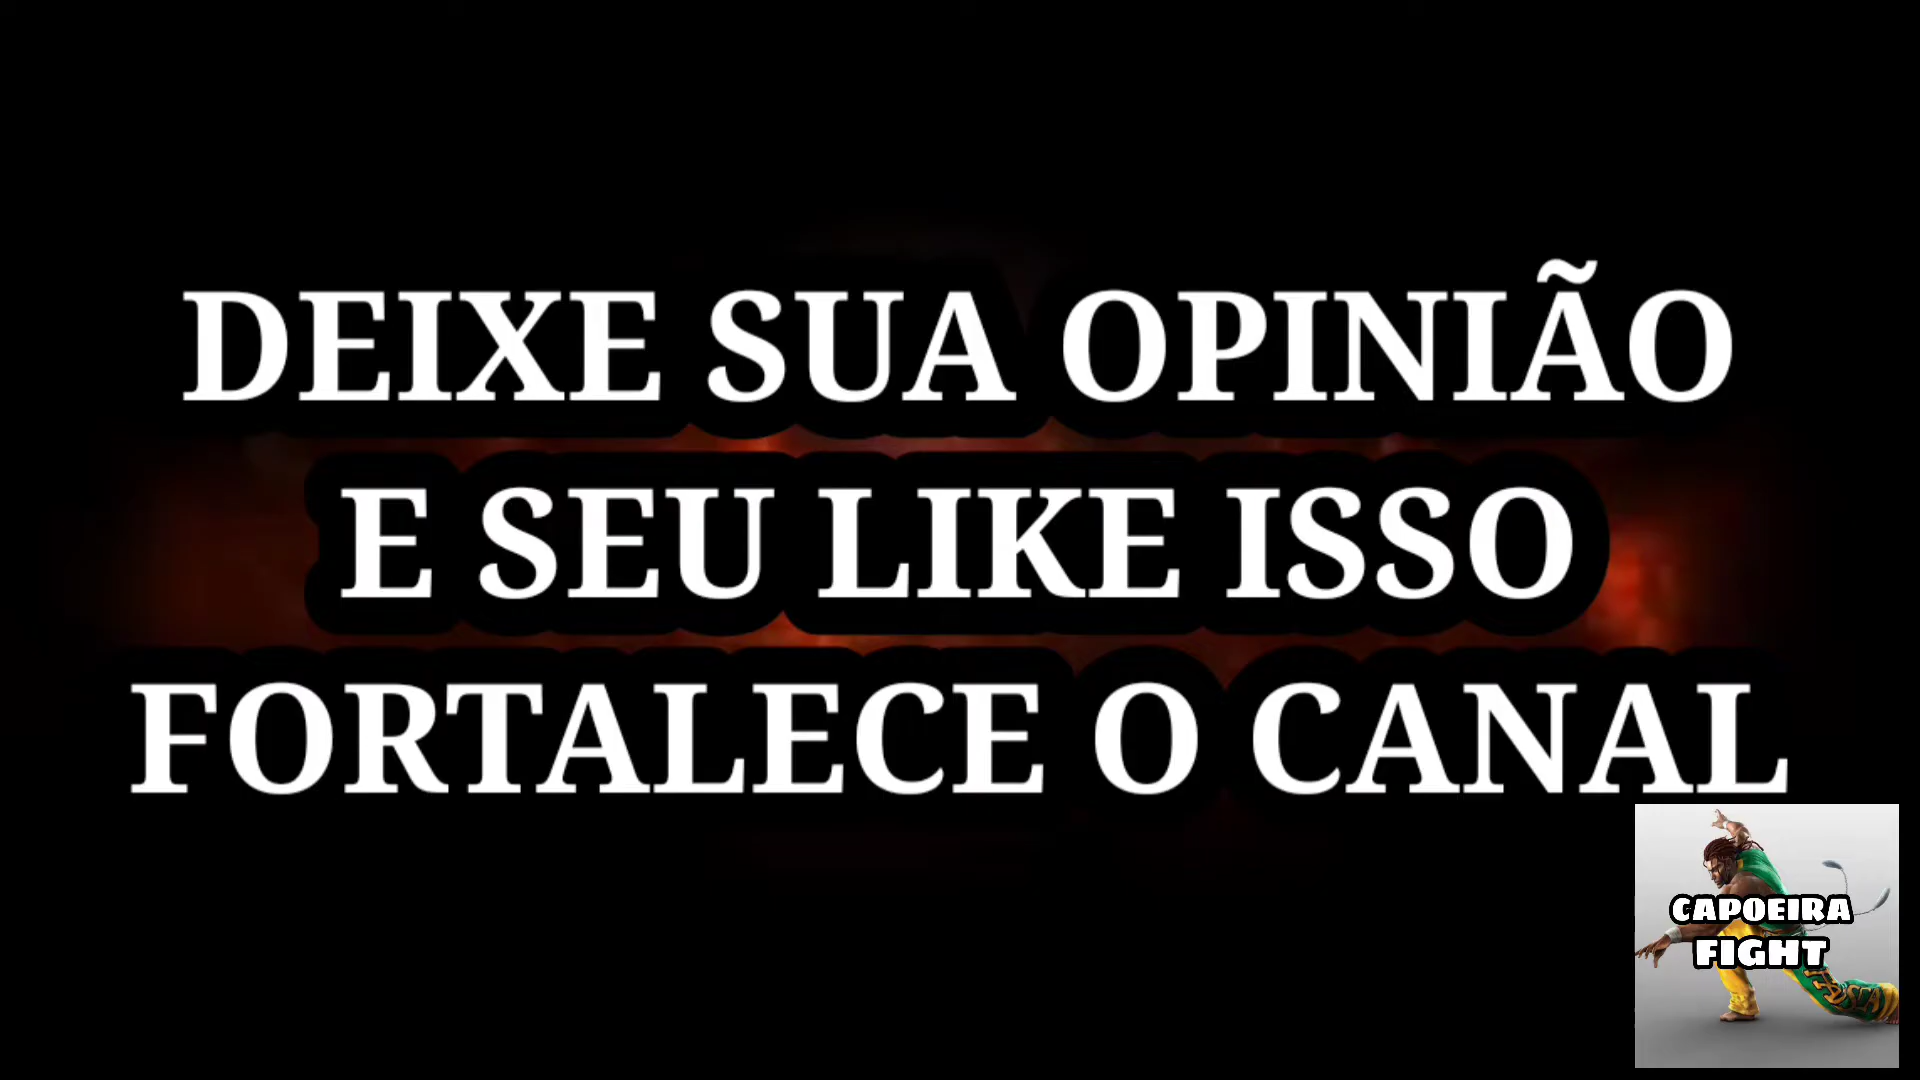 DEIXE SUA OPINIÃO
E SEU LIKE ISSO
FORTALECE O CANAL
CAPOEIRA
FIGHT